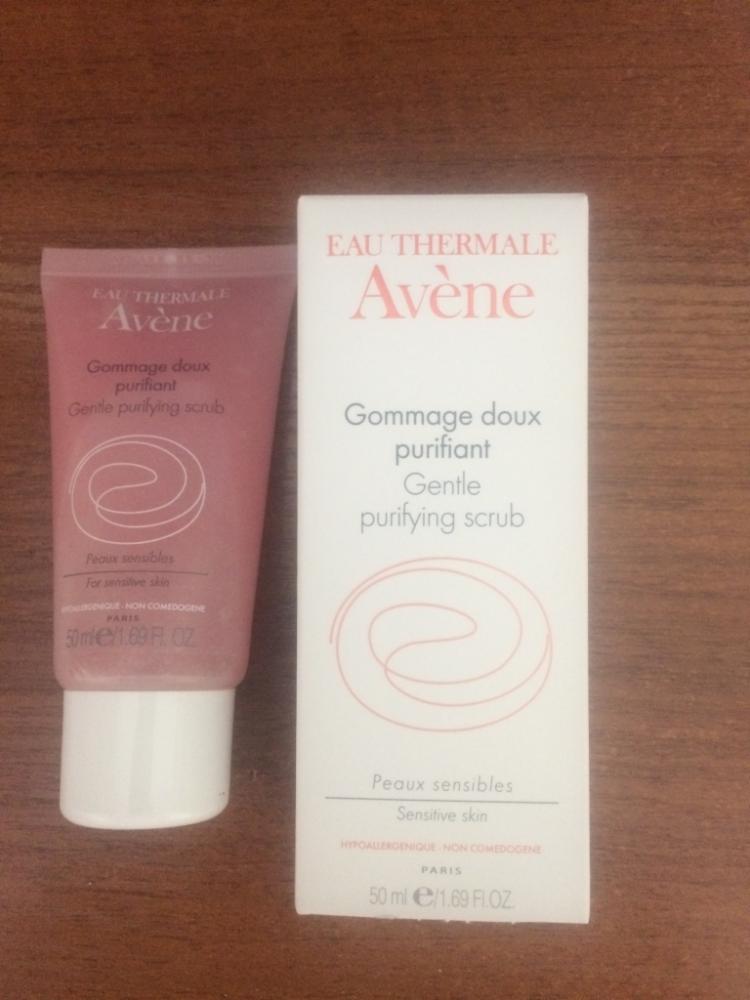 EAU THERMALE
Avène
Gommage doux
purifiant
Gentle purifying scrub
Peaux sensibles
For sensitive skin
HYPOALLERGENIQUE - NON COMEDOGENE
PARIS
50 ml e/1.69 Fl. OZ.
EAU THERMALE
Avène
Gommage doux
purifiant
Gentle
purifying scrub
Peaux sensibles
Sensitive skin
HYPOALLERGENIQUE - NON COMEDOGENE
PARIS
50 ml e/1.69 Fl.OZ.